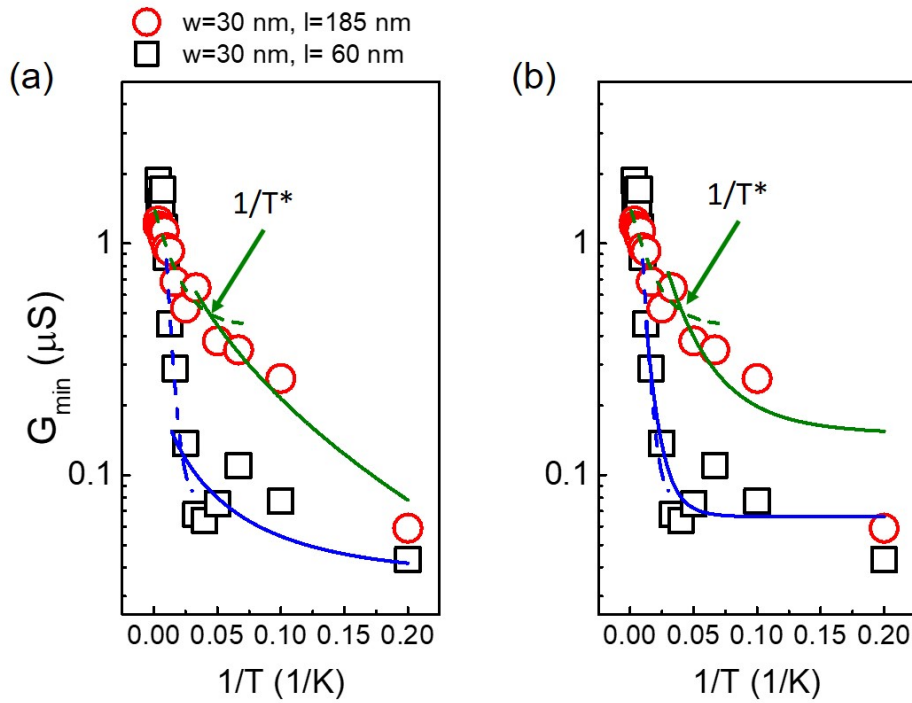 w=30 nm, l=185 nm
w=30 nm, l= 60 nm
(a)
(b)
1/T*
1/T*
1
1
0.1
0.1
G_min (μS)
0.00 0.05 0.10 0.15 0.20
0.00 0.05 0.10 0.15 0.20
1/T (1/K)
1/T (1/K)